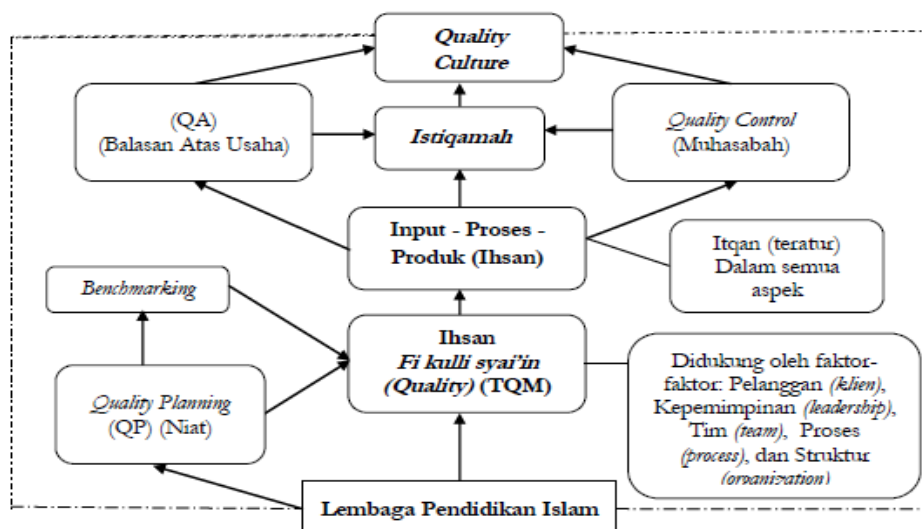 Quality
Culture
(QA)
(Balasan Atas Usaha)
Istiqamah
Quality Control
(Muhasabah)
Input - Proses -
Produk (Ihsan)
Itqan (teratur)
Dalam semua
aspek
Benchmarking
Ihsan
Fi kulli syai'in
(Quality) (TQM)
Quality Planning
(QP) (Niat)
Didukung oleh faktor-
faktor: Pelanggan (klien),
Kepemimpinan (leadership),
Tim (team), Proses
(process), dan Struktur
(organization)
Lembaga Pendidikan Islam